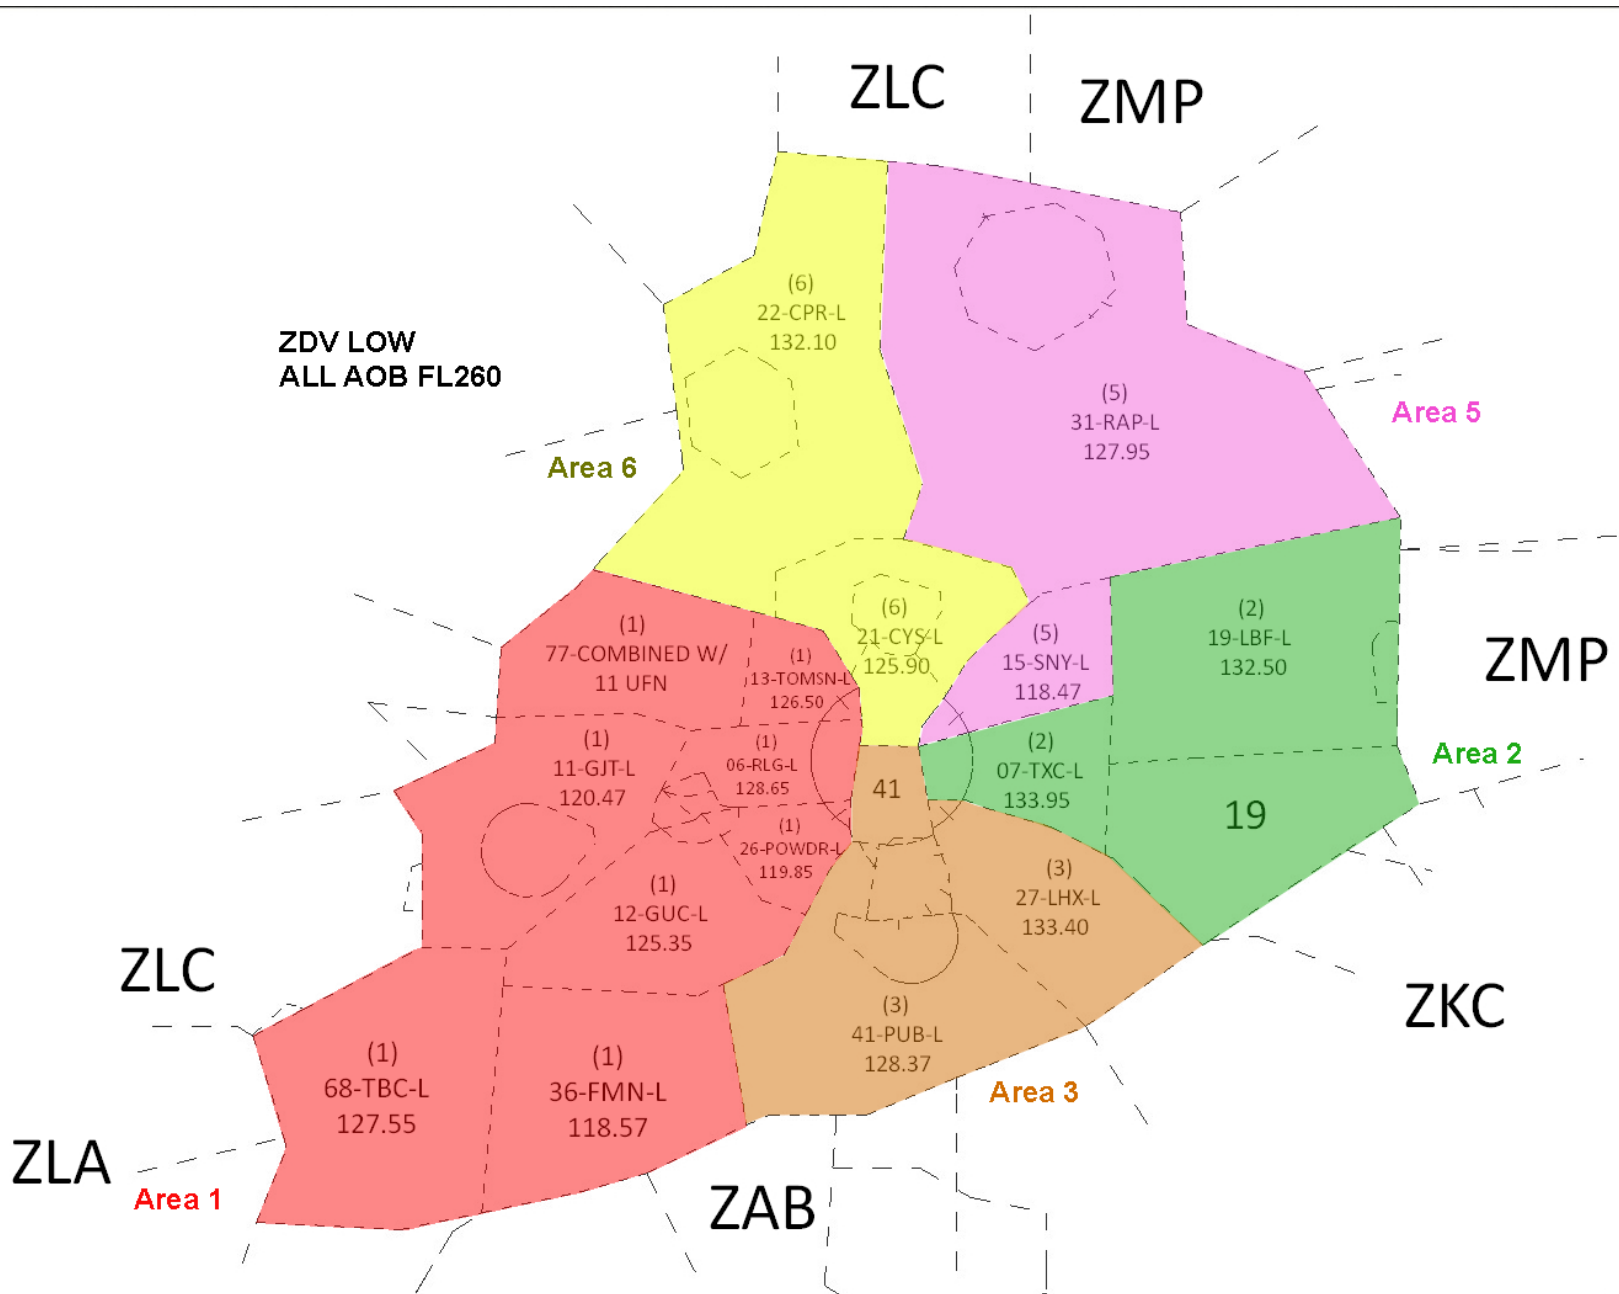 ZLC
ZMP
(6)
22-CPR-L
132.10
ZDV LOW
ALL AOB FL260
(5)
31-RAP-L
127.95
Area 5
Area 6
(6)
21-CYS-L
125.90
(5)
15-SNY-L
118.47
(2)
19-LBF-L
132.50
ZMP
(1)
77-COMBINED W/
11 UFN
(1)
13-TOMSN-L
126.50
(1)
11-GJT-L
120.47
(1)
06-RLG-L
128.65
41
(2)
07-TXC-L
133.95
Area 2
19
(1)
26-POWDR-L
119.85
(1)
12-GUC-L
125.35
(3)
27-LHX-L
133.40
ZLC
ZKC
(3)
41-PUB-L
128.37
(1)
68-TBC-L
127.55
(1)
36-FMN-L
118.57
Area 3
ZLA
Area 1
ZAB